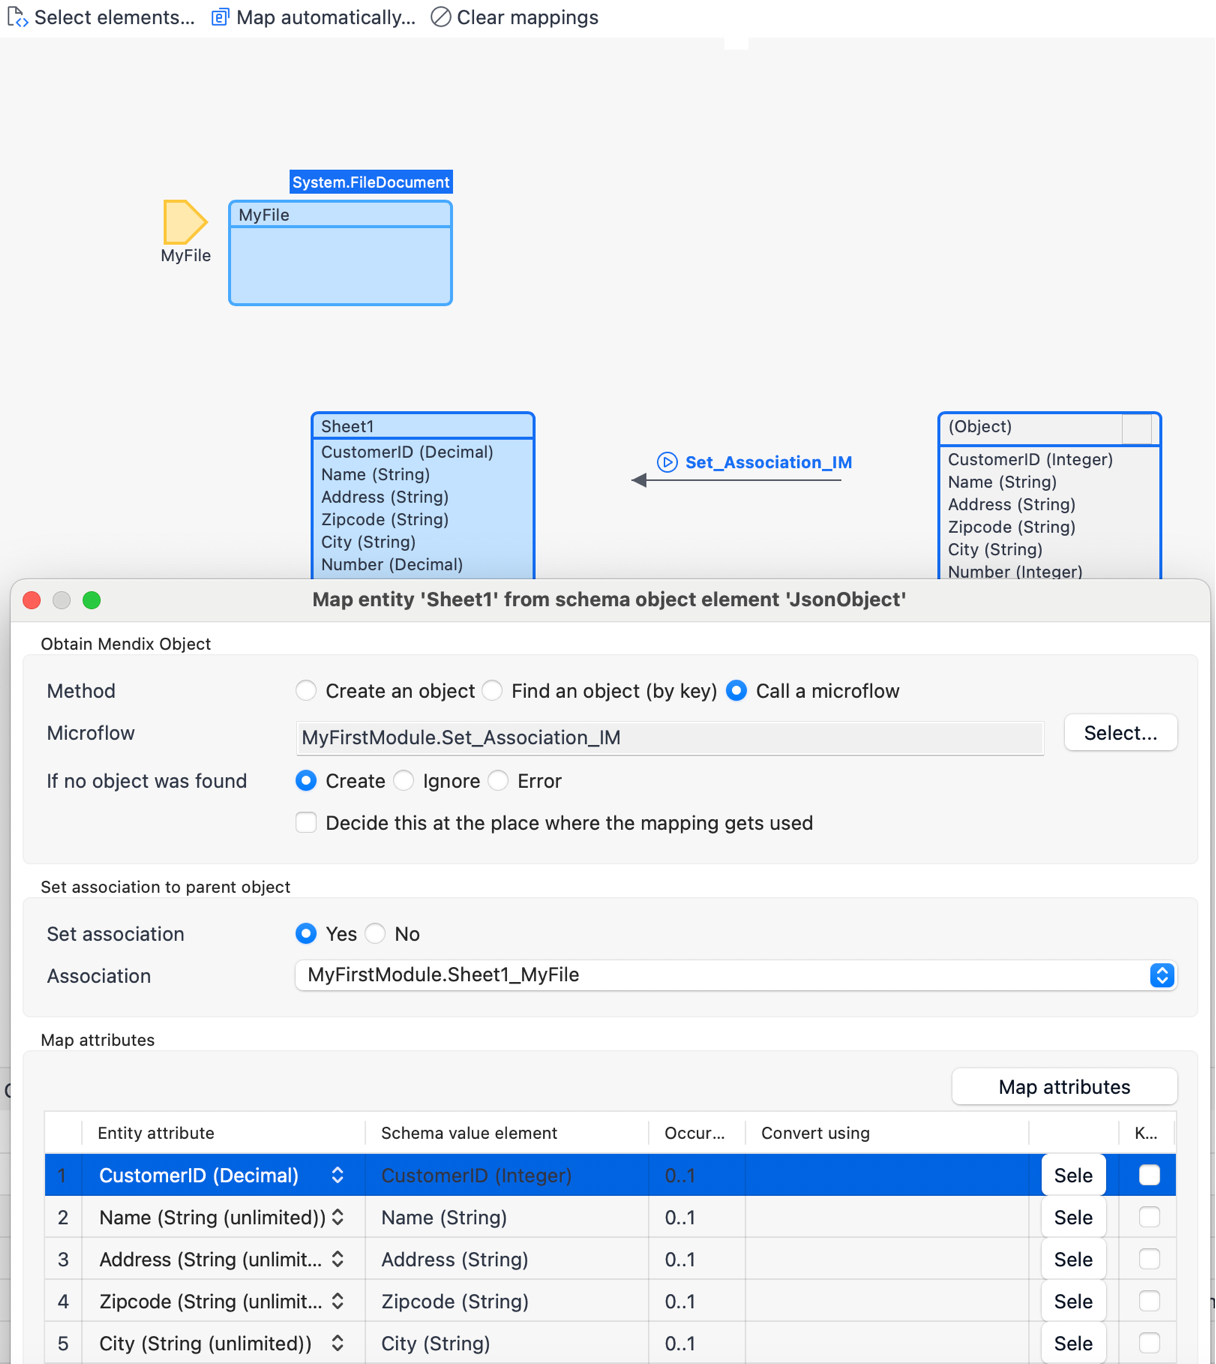 Select elements... Map automatically... Clear mappings
System.FileDocument
MyFile
MyFile
Sheet1
CustomerID (Decimal)
Name (String)
Address (String)
Zipcode (String)
City (String)
Number (Decimal)
Set_Association_IM
(Object)
CustomerID (Integer)
Name (String)
Address (String)
Zipcode (String)
City (String)
Number (Integer)
Map entity 'Sheet1' from schema object element 'JsonObject'
Obtain Mendix Object
Method Create an object Find an object (by key) Call a microflow
Microflow MyFirstModule.Set_Association_IM Select...
If no object was found Create Ignore Error
Decide this at the place where the mapping gets used
Set association to parent object
Set association Yes No
Association MyFirstModule.Sheet1_MyFile
Map attributes
Map attributes
Entity attribute Schema value element Occur... Convert using K...
1 CustomerID (Decimal) CustomerID (Integer) 0..1 Sele
2 Name (String (unlimited)) Name (String) 0..1 Sele
3 Address (String (unlimit... Address (String) 0..1 Sele
4 Zipcode (String (unlimit... Zipcode (String) 0..1 Sele
5 City (String (unlimited)) City (String) 0..1 Sele